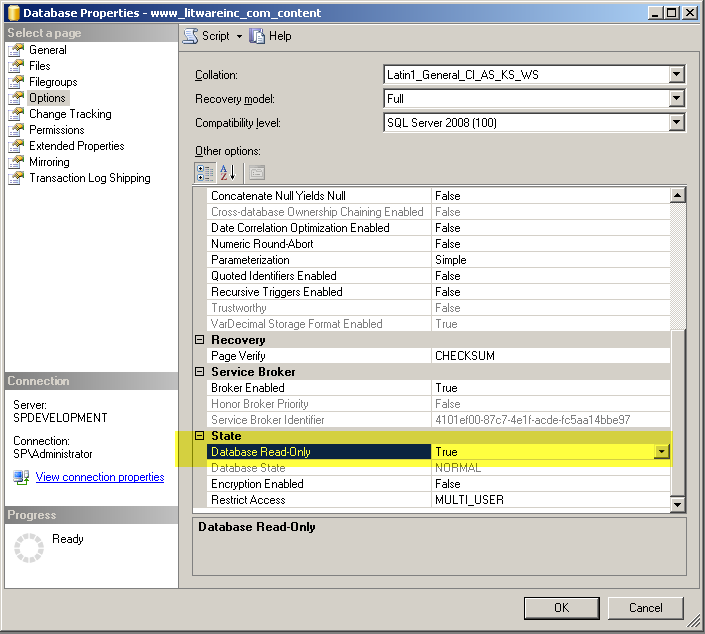 Database Properties - www_litwareinc_com_content
Select a page
General
Files
Filegroups
Options
Change Tracking
Permissions
Extended Properties
Mirroring
Transaction Log Shipping
Connection
Server:
SPDEVELOPMENT
Connection:
SP\Administrator
View connection properties
Progress
Ready
Script Help
Collation: Latin1_General_CI_AS_KS_WS
Recovery model: Full
Compatibility level: SQL Server 2008 (100)
Other options:
Concatenate Null Yields Null False
Cross-database Ownership Chaining Enabled False
Date Correlation Optimization Enabled False
Numeric Round-Abort False
Parameterization Simple
Quoted Identifiers Enabled False
Recursive Triggers Enabled False
Trustworthy False
VarDecimal Storage Format Enabled True
Recovery
Page Verify CHECKSUM
Service Broker
Broker Enabled True
Honor Broker Priority False
Service Broker Identifier 4101ef00-87c7-4e1f-acde-fc5aa14bbe97
State
Database Read-Only True
Database State NORMAL
Encryption Enabled False
Restrict Access MULTI_USER
Database Read-Only
OK Cancel